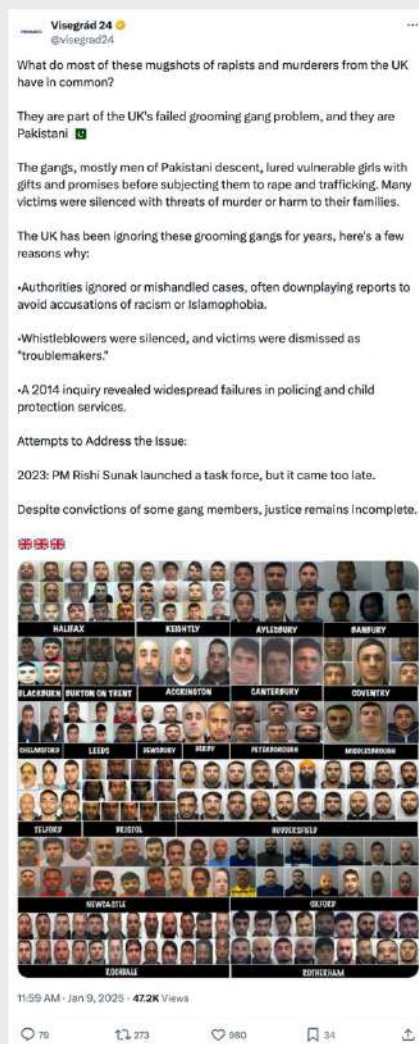 Visegrád 24
@visegrad24
What do most of these mugshots of rapists and murderers from the UK
have in common?
They are part of the UK's failed grooming gang problem, and they are
Pakistani 🇵🇰
The gangs, mostly men of Pakistani descent, lured vulnerable girls with
gifts and promises before subjecting them to rape and trafficking. Many
victims were silenced with threats of murder or harm to their families.
The UK has been ignoring these grooming gangs for years, here's a few
reasons why:
•Authorities ignored or mishandled cases, often downplaying reports to
avoid accusations of racism or Islamophobia.
•Whistleblowers were silenced, and victims were dismissed as
"troublemakers."
•A 2014 inquiry revealed widespread failures in policing and child
protection services.
Attempts to Address the Issue:
2023: PM Rishi Sunak launched a task force, but it came too late.
Despite convictions of some gang members, justice remains incomplete.
🇬🇧🇬🇧🇬🇧
HALIFAX KEIGHTLY AYLESBURY BANBURY
BLACKBURN BURTON ON TRENT ACCRINGTON CANTERBURY COVENTRY
CHELMSFORD LEEDS DEWSBURY DERBY PETERBOROUGH MIDDLESBOROUGH
TELFORD BRISTOL HUDDERSFIELD
NEWCASTLE OXFORD
ROCHDALE ROTHERHAM
11:59 AM · Jan 9, 2025 · 47.2K Views
79 273 980 34